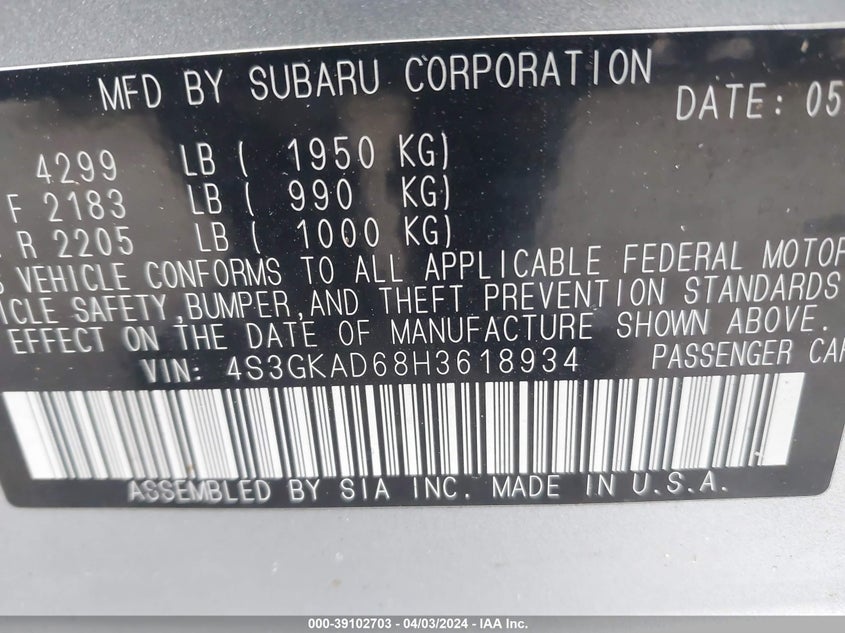 MFD BY SUBARU CORPORATION
DATE: 05
4299 LB ( 1950 KG)
F 2183 LB ( 990 KG)
R 2205 LB ( 1000 KG)
VEHICLE CONFORMS TO ALL APPLICABLE FEDERAL MOTOR
SAFETY,BUMPER,AND THEFT PREVENTION STANDARDS
EFFECT ON THE DATE OF MANUFACTURE SHOWN ABOVE.
VIN: 4S3GKAD68H3618934 PASSENGER CAR
ASSEMBLED BY SIA INC. MADE IN U.S.A.
000-39102703 - 04/03/2024 - IAA Inc.